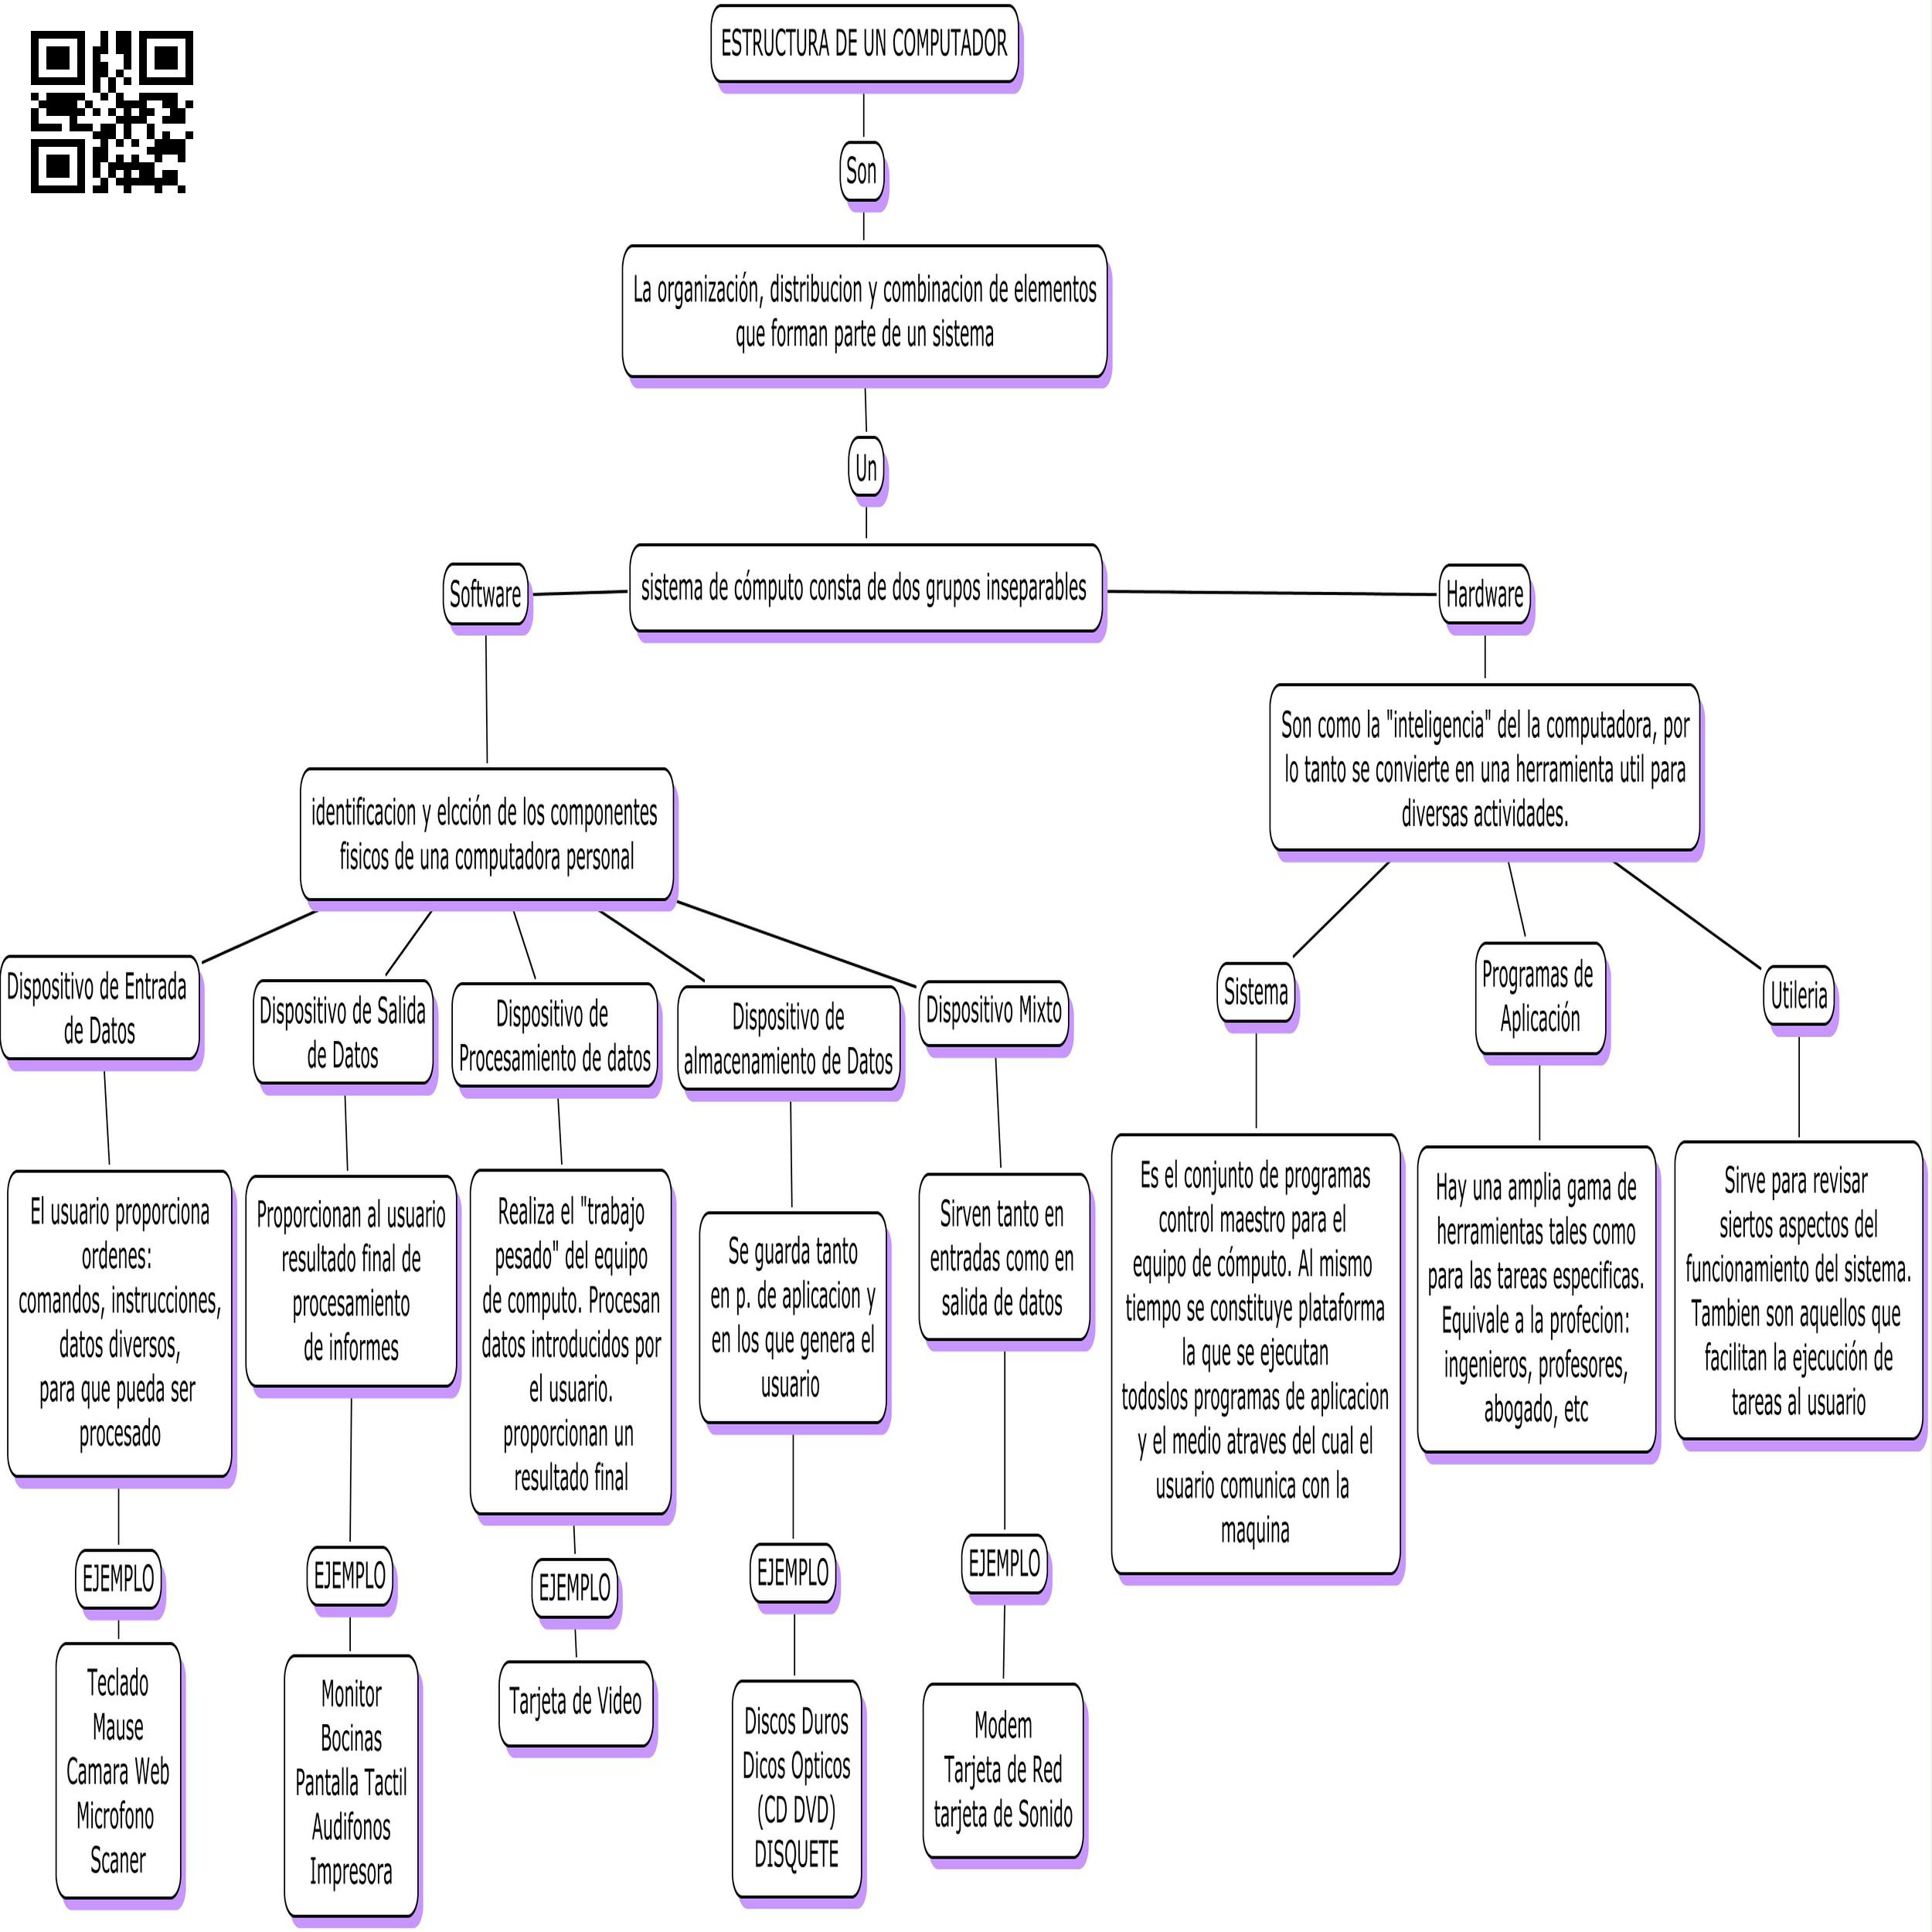 ESTRUCTURA DE UN COMPUTADOR
Son
La organización, distribucion y combinacion de elementos
que forman parte de un sistema
Un
sistema de cómputo consta de dos grupos inseparables
Software
Hardware
identificacion y elcción de los componentes
fisicos de una computadora personal
Son como la "inteligencia" del la computadora, por
lo tanto se convierte en una herramienta util para
diversas actividades.
Dispositivo de Entrada
de Datos
Dispositivo de Salida
de Datos
Dispositivo de
Procesamiento de datos
Dispositivo de
almacenamiento de Datos
Dispositivo Mixto
Sistema
Programas de
Aplicación
Utileria
El usuario proporciona
ordenes:
comandos, instrucciones,
datos diversos,
para que pueda ser
procesado
Proporcionan al usuario
resultado final de
procesamiento
de informes
Realiza el "trabajo
pesado" del equipo
de computo. Procesan
datos introducidos por
el usuario.
proporcionan un
resultado final
Se guarda tanto
en p. de aplicacion y
en los que genera el
usuario
Sirven tanto en
entradas como en
salida de datos
Es el conjunto de programas
control maestro para el
equipo de cómputo. Al mismo
tiempo se constituye plataforma
la que se ejecutan
todoslos programas de aplicacion
y el medio atraves del cual el
usuario comunica con la
maquina
Hay una amplia gama de
herramientas tales como
para las tareas especificas.
Equivale a la profecion:
ingenieros, profesores,
abogado, etc
Sirve para revisar
siertos aspectos del
funcionamiento del sistema.
Tambien son aquellos que
facilitan la ejecución de
tareas al usuario
EJEMPLO
EJEMPLO
EJEMPLO
EJEMPLO
EJEMPLO
Teclado
Mause
Camara Web
Microfono
Scaner
Monitor
Bocinas
Pantalla Tactil
Audifonos
Impresora
Tarjeta de Video
Discos Duros
Dicos Opticos
(CD DVD)
DISQUETE
Modem
Tarjeta de Red
tarjeta de Sonido